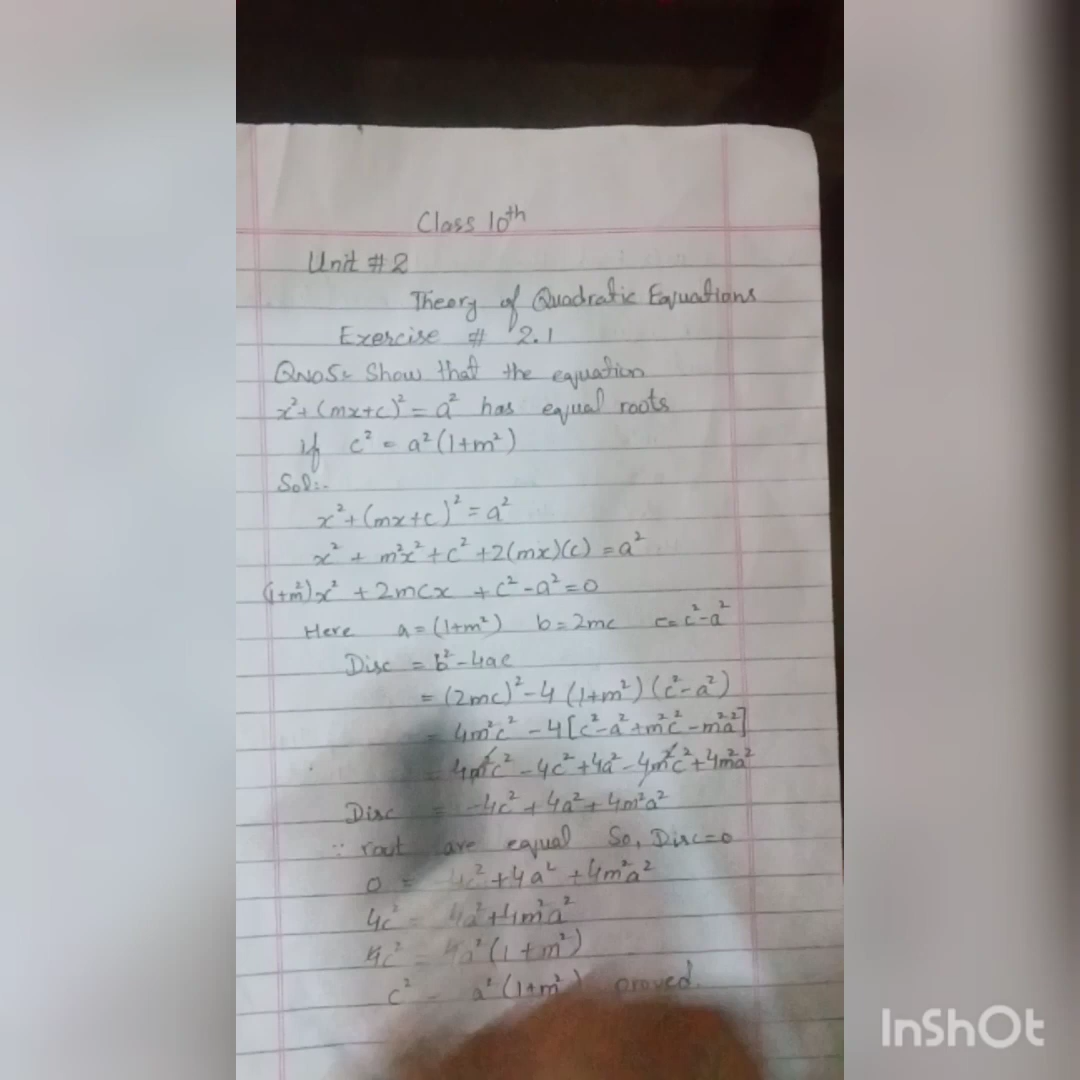 Class 10th
Unit # 2
Theory of Quadratic Equations
Exercise # 2.1
QNO5: Show that the equation
x²+(mx+c)² = a² has equal roots
if c² = a²(1+m²)
Sol:-
x²+(mx+c)² = a²
x² + m²x² + c² + 2(mx)(c) = a²
(1+m²)x² + 2mcx + c² - a² = 0
Here a = (1+m²) b = 2mc c = c² - a²
Disc = b² - 4ac
= (2mc)² - 4 (1+m²) (c² - a²)
= 4m²c² - 4[c² - a² + m²c² - m²a²]
= 4m²c² - 4c² + 4a² - 4m²c² + 4m²a²
Disc = -4c² + 4a² + 4m²a²
∵ rout are equal So, Disc = 0
0 = -4c² + 4a² + 4m²a²
4c² = 4a² + 4m²a²
4c² = 4a²(1+m²)
c² = a²(1+m²) proved.
InShOt